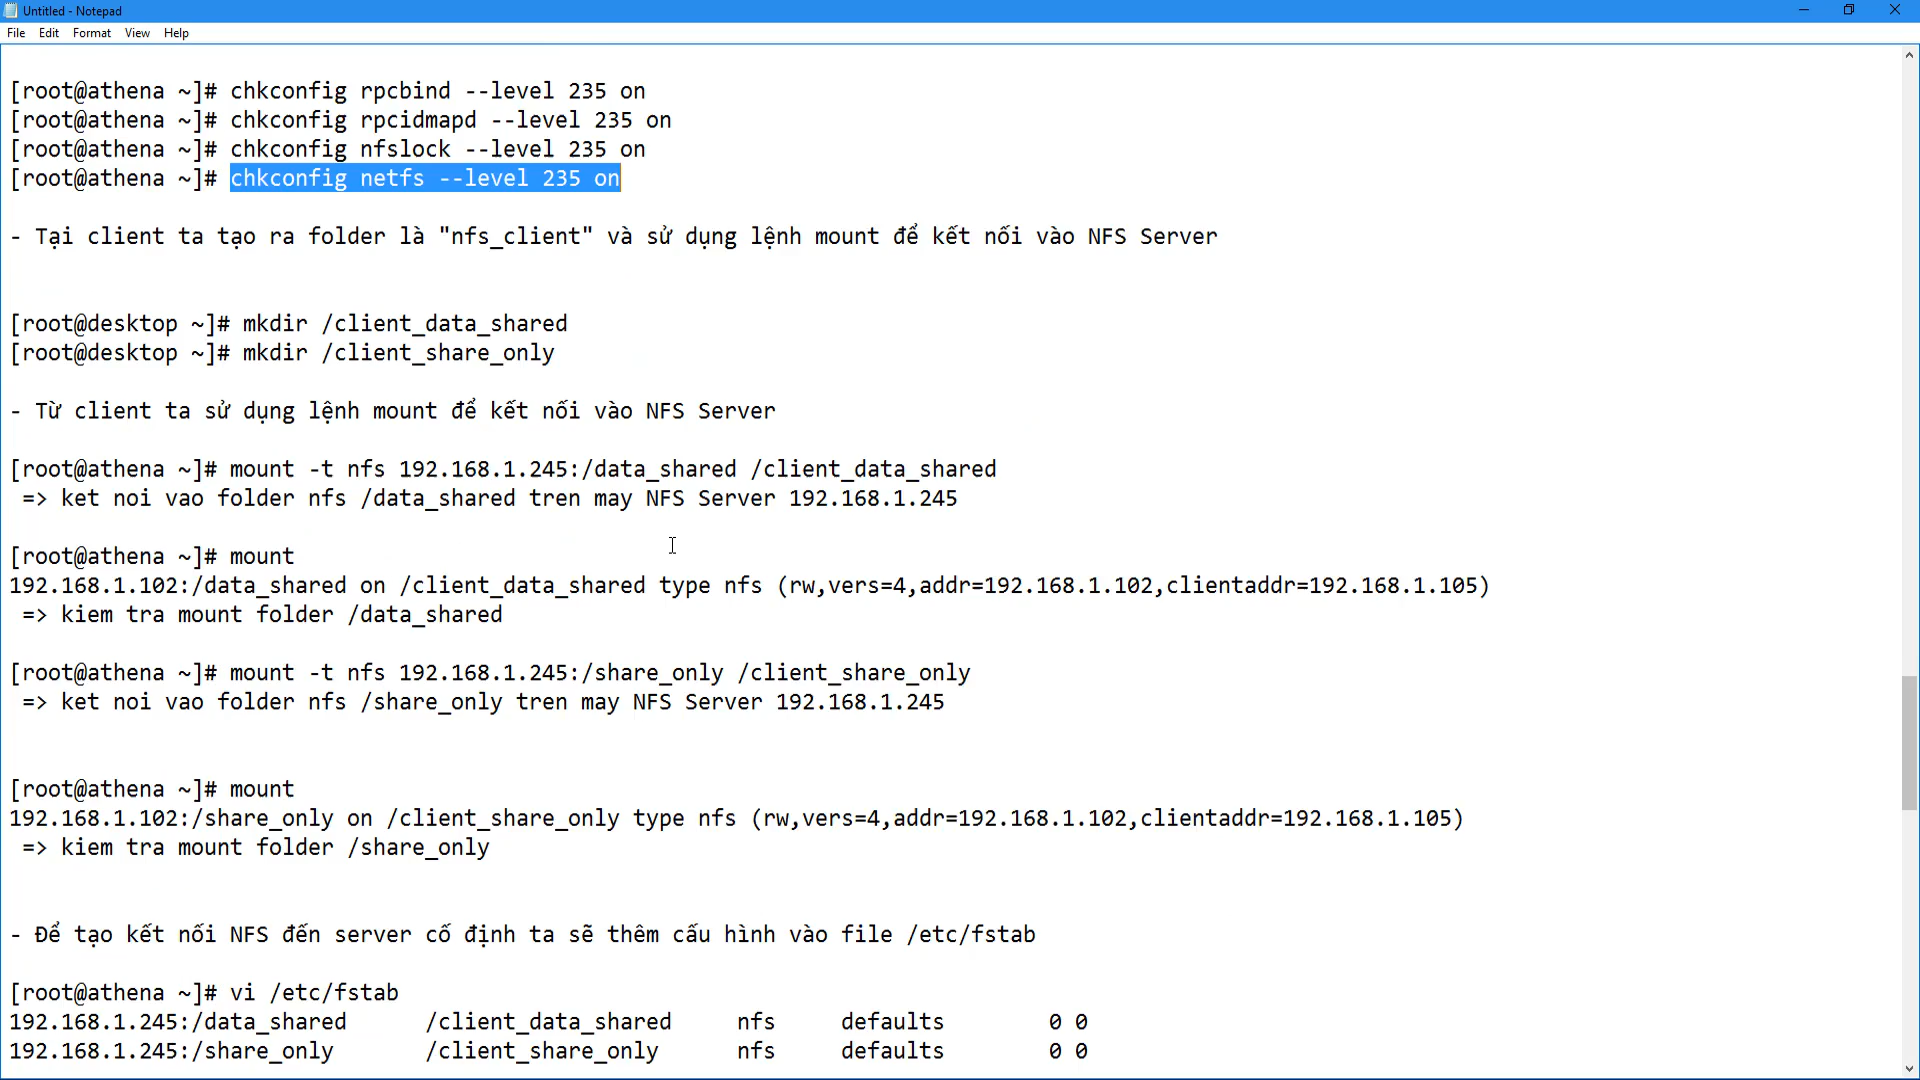 Untitled - Notepad
File Edit Format View Help
[root@athena ~]# chkconfig rpcbind --level 235 on
[root@athena ~]# chkconfig rpcidmapd --level 235 on
[root@athena ~]# chkconfig nfslock --level 235 on
[root@athena ~]# chkconfig netfs --level 235 on
- Tại client ta tạo ra folder là "nfs_client" và sử dụng lệnh mount để kết nối vào NFS Server
[root@desktop ~]# mkdir /client_data_shared
[root@desktop ~]# mkdir /client_share_only
- Từ client ta sử dụng lệnh mount để kết nối vào NFS Server
[root@athena ~]# mount -t nfs 192.168.1.245:/data_shared /client_data_shared
=> ket noi vao folder nfs /data_shared tren may NFS Server 192.168.1.245
[root@athena ~]# mount
192.168.1.102:/data_shared on /client_data_shared type nfs (rw,vers=4,addr=192.168.1.102,clientaddr=192.168.1.105)
=> kiem tra mount folder /data_shared
[root@athena ~]# mount -t nfs 192.168.1.245:/share_only /client_share_only
=> ket noi vao folder nfs /share_only tren may NFS Server 192.168.1.245
[root@athena ~]# mount
192.168.1.102:/share_only on /client_share_only type nfs (rw,vers=4,addr=192.168.1.102,clientaddr=192.168.1.105)
=> kiem tra mount folder /share_only
- Để tạo kết nối NFS đến server cố định ta sẽ thêm cấu hình vào file /etc/fstab
[root@athena ~]# vi /etc/fstab
192.168.1.245:/data_shared /client_data_shared nfs defaults 0 0
192.168.1.245:/share_only /client_share_only nfs defaults 0 0